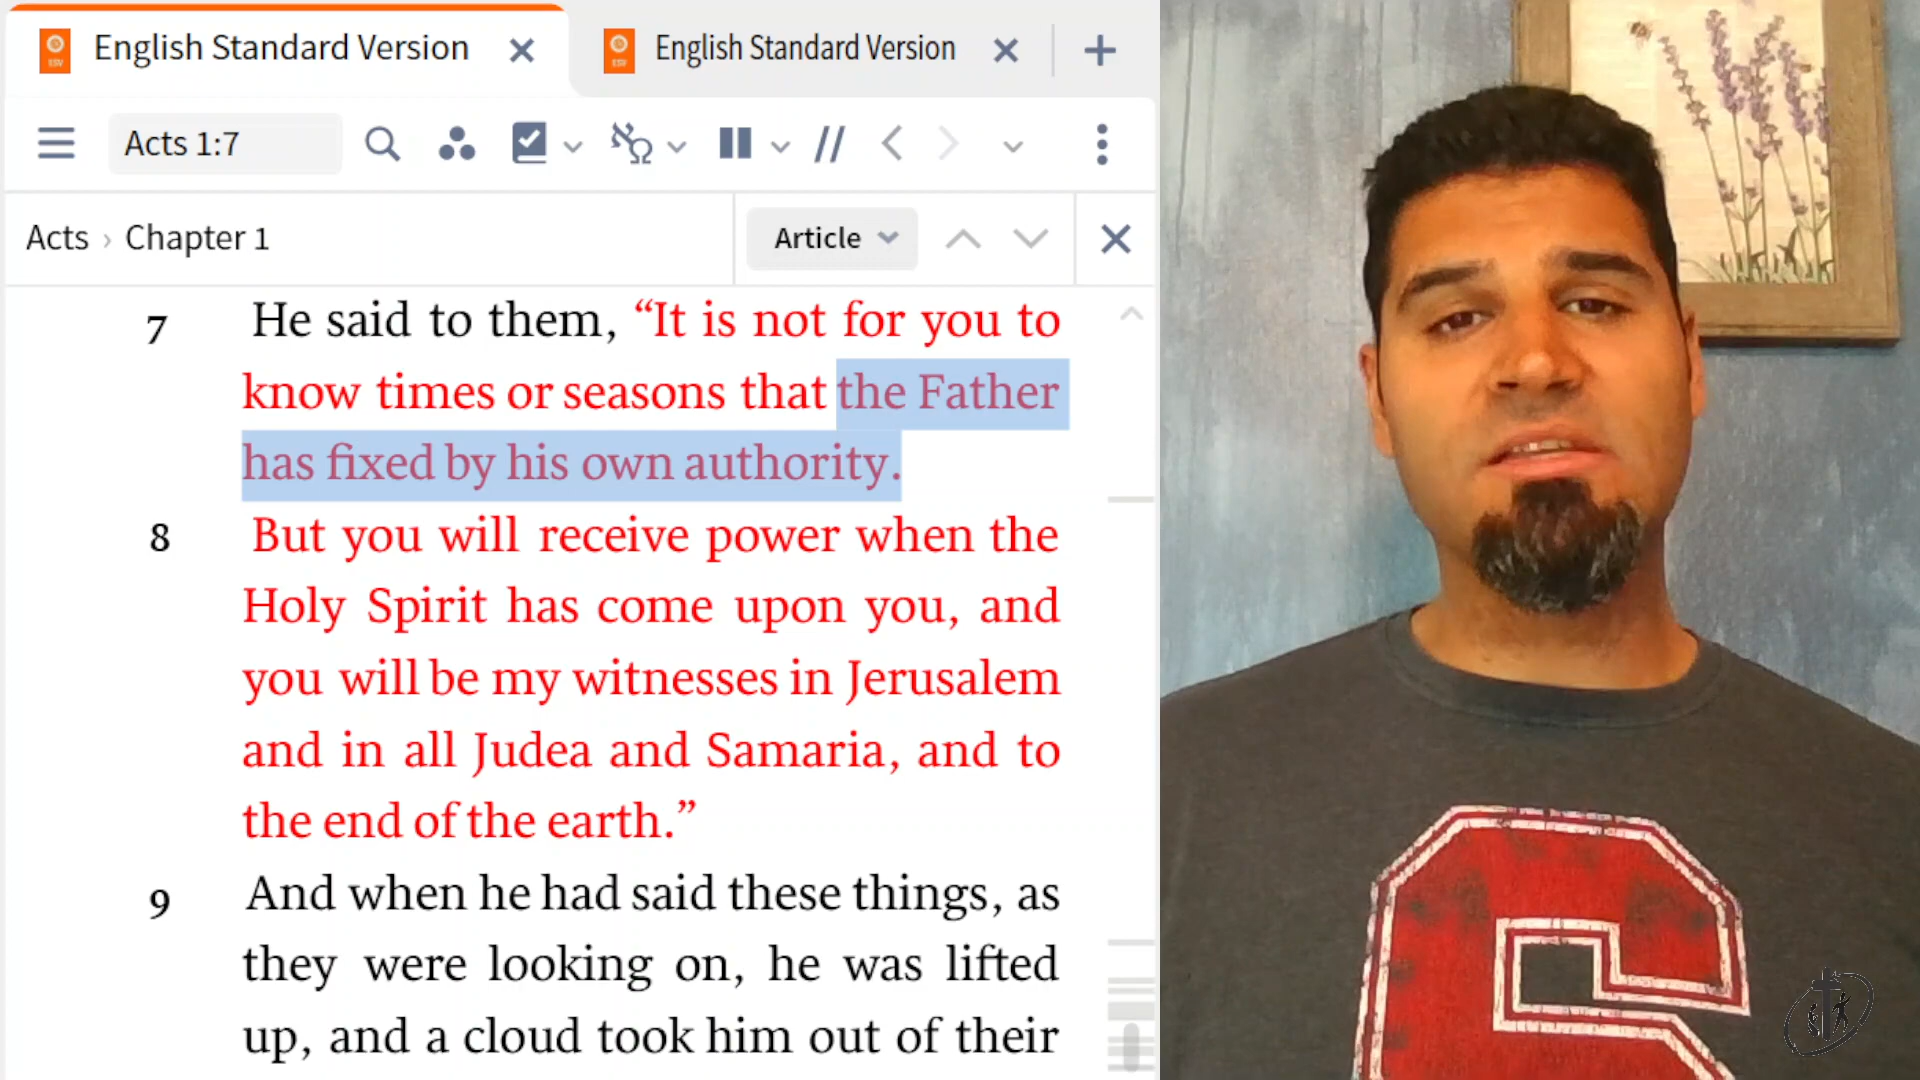 English Standard Version
English Standard Version
Acts 1:7
Acts › Chapter 1
Article
7 He said to them, “It is not for you to
know times or seasons that the Father
has fixed by his own authority.
8 But you will receive power when the
Holy Spirit has come upon you, and
you will be my witnesses in Jerusalem
and in all Judea and Samaria, and to
the end of the earth.”
9 And when he had said these things, as
they were looking on, he was lifted
up, and a cloud took him out of their